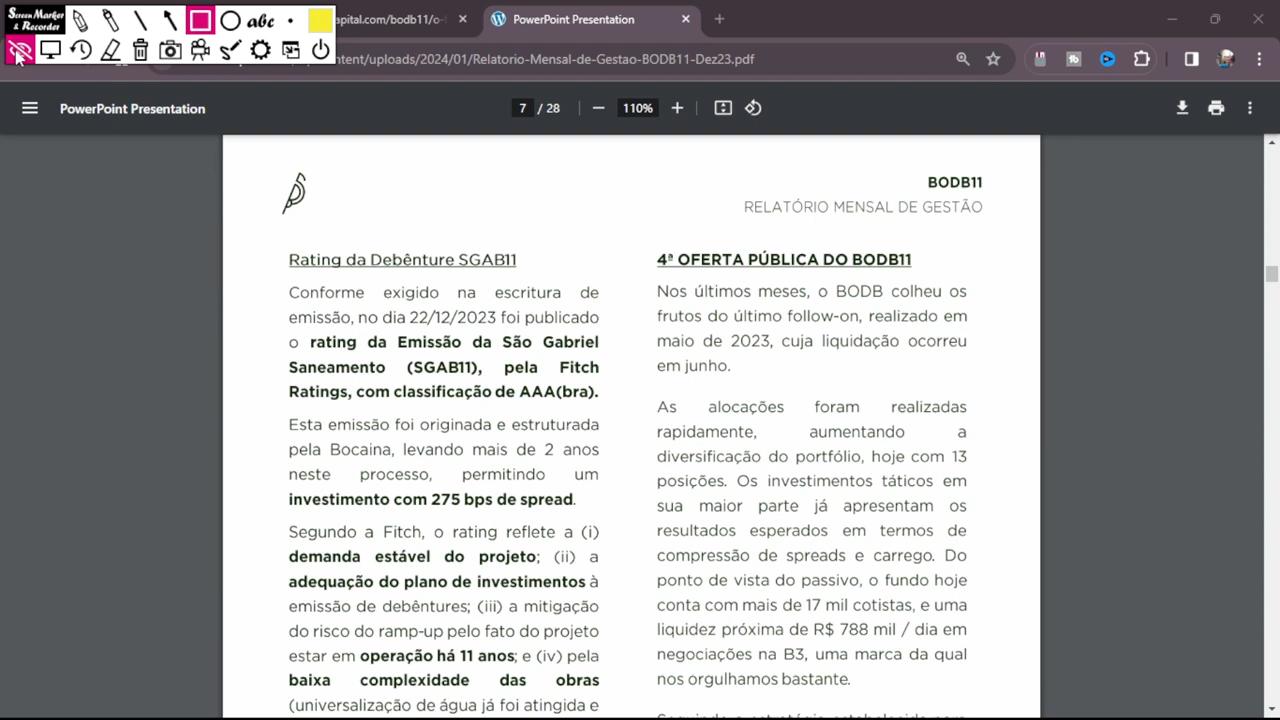 Screen Marker
& Recorder
abc
apital.com/bodb11/o-
PowerPoint Presentation
ntent/uploads/2024/01/Relatorio-Mensal-de-Gestao-BODB11-Dez23.pdf
PowerPoint Presentation
7 / 28
110%
BODB11
RELATÓRIO MENSAL DE GESTÃO
Rating da Debênture SGAB11
Conforme exigido na escritura de
emissão, no dia 22/12/2023 foi publicado
o rating da Emissão da São Gabriel
Saneamento (SGAB11), pela Fitch
Ratings, com classificação de AAA(bra).
Esta emissão foi originada e estruturada
pela Bocaina, levando mais de 2 anos
neste processo, permitindo um
investimento com 275 bps de spread.
Segundo a Fitch, o rating reflete a (i)
demanda estável do projeto; (ii) a
adequação do plano de investimentos à
emissão de debêntures; (iii) a mitigação
do risco do ramp-up pelo fato do projeto
estar em operação há 11 anos; e (iv) pela
baixa complexidade das obras
(universalização de água já foi atingida e
4ª OFERTA PÚBLICA DO BODB11
Nos últimos meses, o BODB colheu os
frutos do último follow-on, realizado em
maio de 2023, cuja liquidação ocorreu
em junho.
As alocações foram realizadas
rapidamente, aumentando a
diversificação do portfólio, hoje com 13
posições. Os investimentos táticos em
sua maior parte já apresentam os
resultados esperados em termos de
compressão de spreads e carrego. Do
ponto de vista do passivo, o fundo hoje
conta com mais de 17 mil cotistas, e uma
liquidez próxima de R$ 788 mil / dia em
negociações na B3, uma marca da qual
nos orgulhamos bastante.